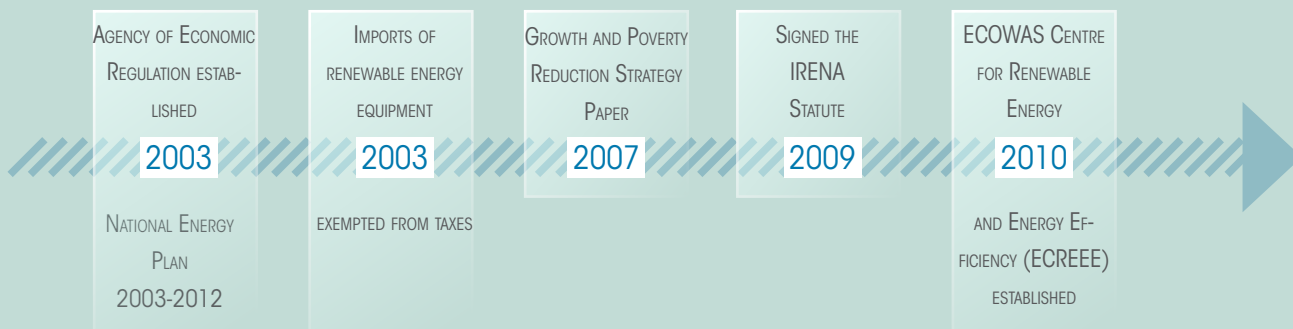 Agency of Economic
Regulation estab-
lished
2003
National Energy
Plan
2003-2012
Imports of
renewable energy
equipment
2003
exempted from taxes
Growth and Poverty
Reduction Strategy
Paper
2007
Signed the
IRENA
Statute
2009
ECOWAS Centre
for Renewable
Energy
2010
and Energy Ef-
ficiency (ECREEE)
established